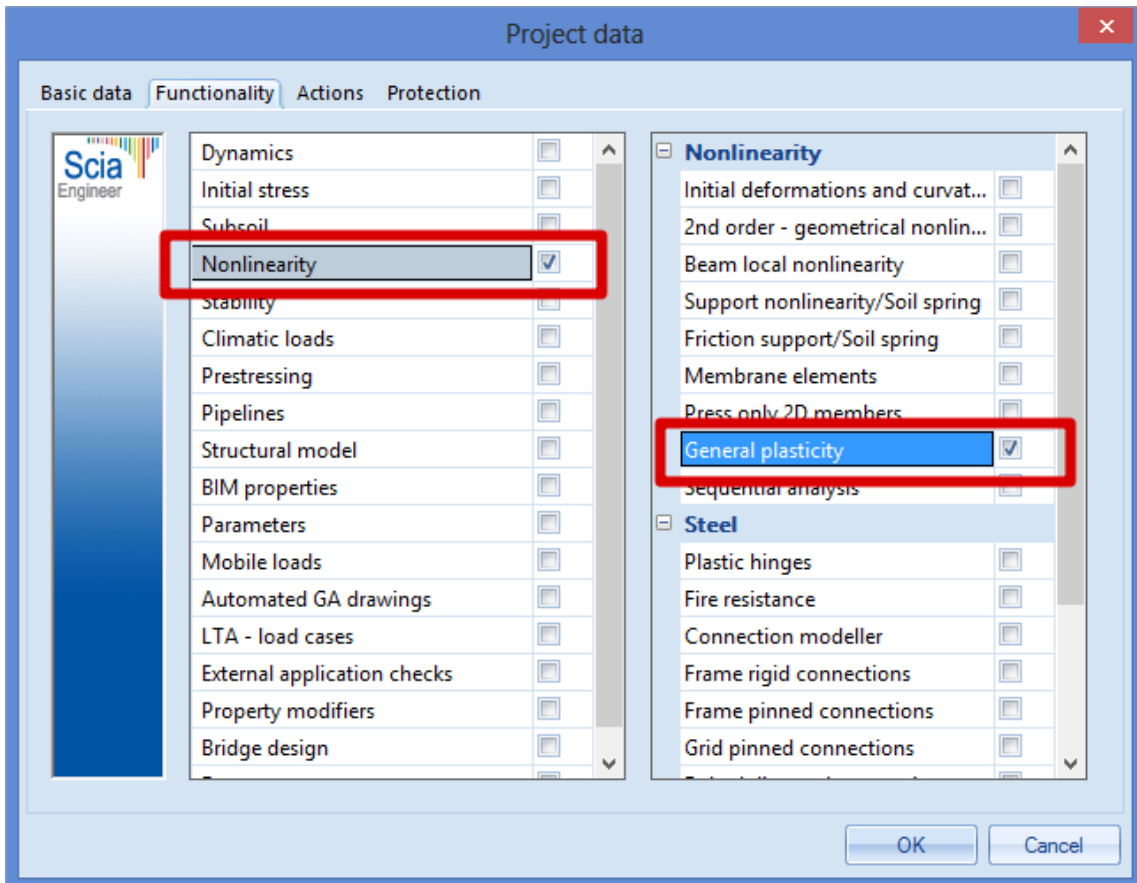 Project data
Basic data Functionality Actions Protection
Scia
Engineer
Dynamics
Initial stress
Subsoil
Nonlinearity
Stability
Climatic loads
Prestressing
Pipelines
Structural model
BIM properties
Parameters
Mobile loads
Automated GA drawings
LTA - load cases
External application checks
Property modifiers
Bridge design
Nonlinearity
Initial deformations and curvat...
2nd order - geometrical nonlin...
Beam local nonlinearity
Support nonlinearity/Soil spring
Friction support/Soil spring
Membrane elements
Press only 2D members
General plasticity
Sequential analysis
Steel
Plastic hinges
Fire resistance
Connection modeller
Frame rigid connections
Frame pinned connections
Grid pinned connections
OK Cancel